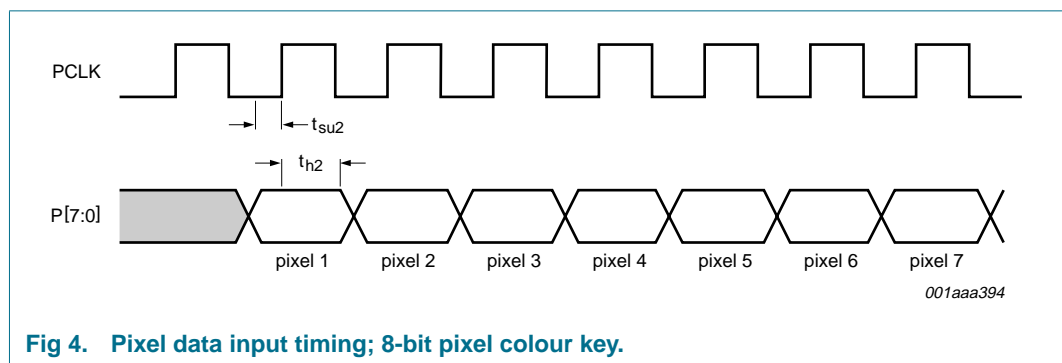 PCLK
tsu2
th2
P[7:0]
pixel 1 pixel 2 pixel 3 pixel 4 pixel 5 pixel 6 pixel 7
001aaa394
Fig 4. Pixel data input timing; 8-bit pixel colour key.